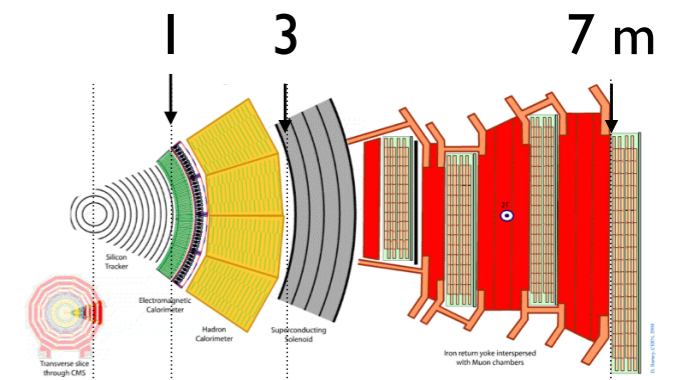 1 3 7 m
2T
Silicon
Tracker
Electromagnetic
Calorimeter
Hadron
Calorimeter
Superconducting
Solenoid
Iron return yoke interspersed
with Muon chambers
Transverse slice
through CMS